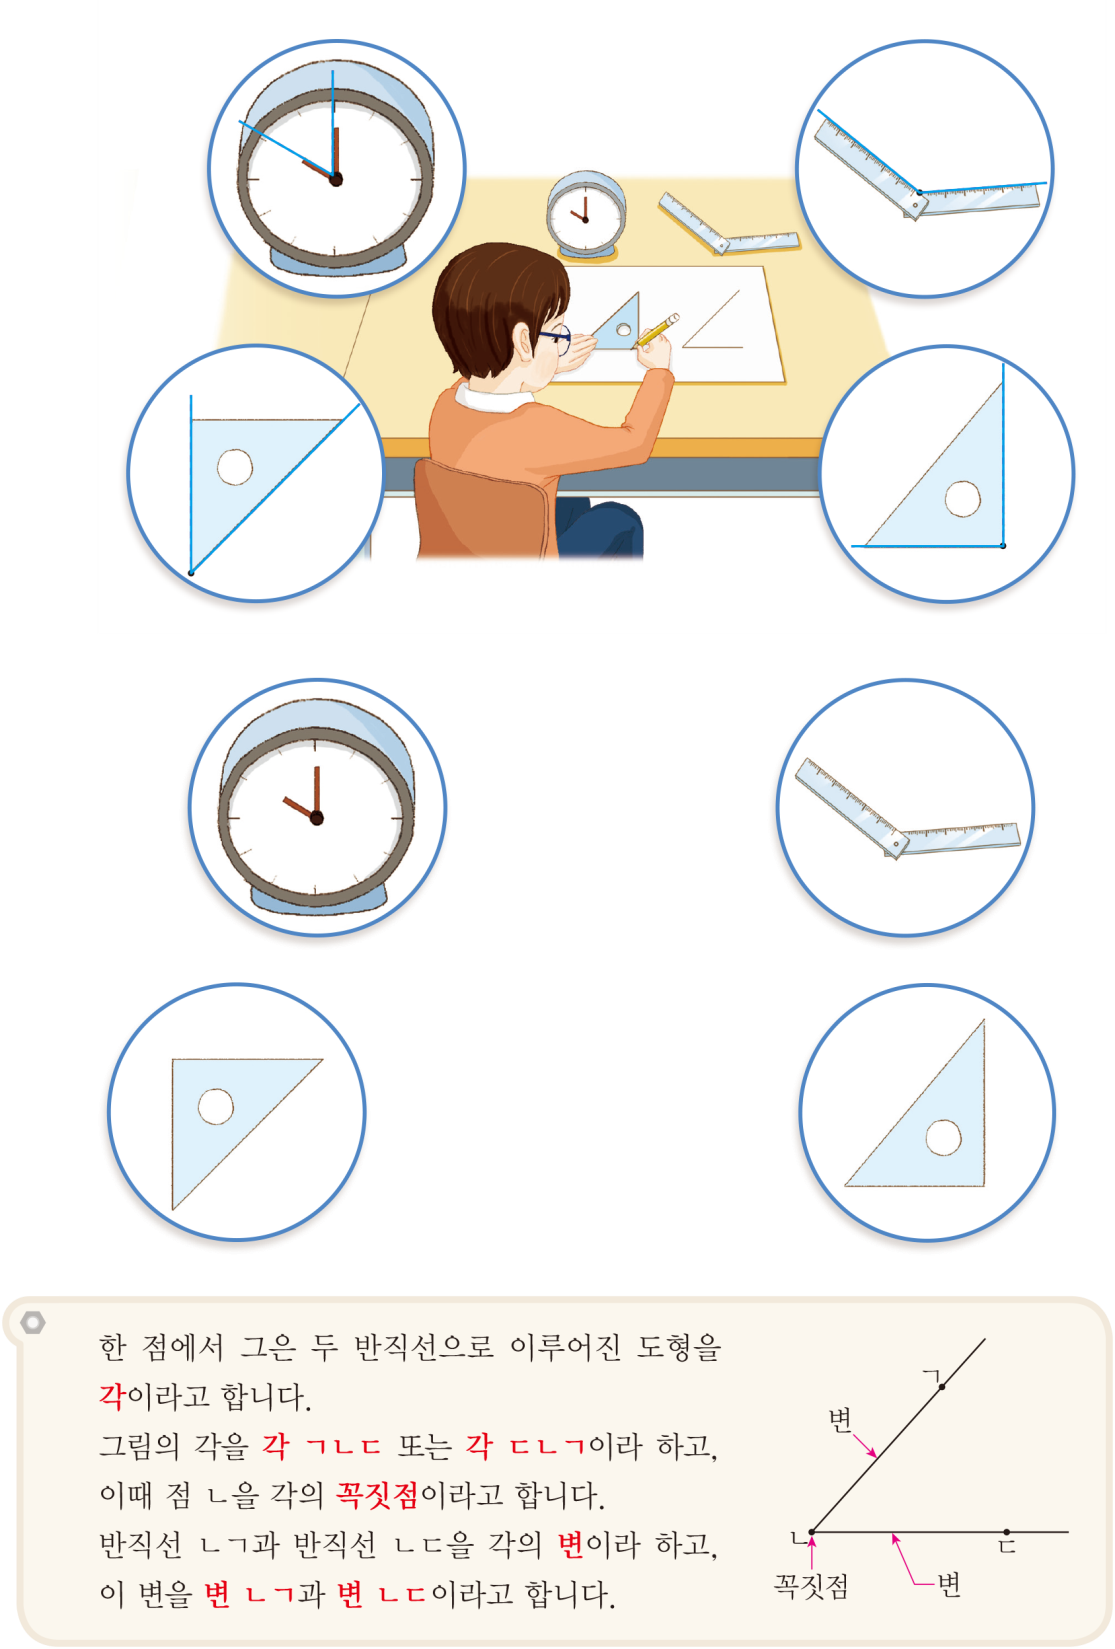 한 점에서 그은 두 반직선으로 이루어진 도형을
각이라고 합니다.
그림의 각을 각 ㄱㄴㄷ 또는 각 ㄷㄴㄱ이라 하고,
이때 점 ㄴ을 각의 꼭짓점이라고 합니다.
반직선 ㄴㄱ과 반직선 ㄴㄷ을 각의 변이라 하고,
이 변을 변 ㄴㄱ과 변 ㄴㄷ이라고 합니다.
ㄱ
변
ㄴ
ㄷ
꼭짓점
변